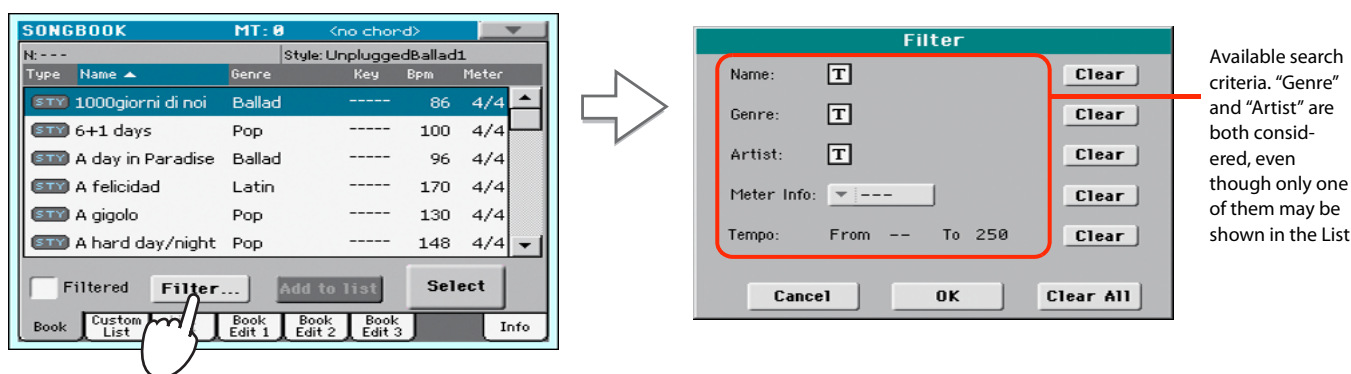 SONGBOOK MT: 0 <no chord>
N: --- Style: UnpluggedBallad1
Type Name Genre Key Bpm Meter
STY 1000giorni di noi Ballad ----- 86 4/4
STY 6+1 days Pop ----- 100 4/4
STY A day in Paradise Ballad ----- 96 4/4
STY A felicidad Latin ----- 170 4/4
STY A gigolo Pop ----- 130 4/4
STY A hard day/night Pop ----- 148 4/4
Filtered Filter... Add to list Select
Book Custom List Book Edit 1 Book Edit 2 Book Edit 3 Info
Filter
Name: T Clear
Genre: T Clear
Artist: T Clear
Meter Info: --- Clear
Tempo: From -- To 250 Clear
Cancel OK Clear All
Available search
criteria. “Genre”
and “Artist” are
both consid-
ered, even
though only one
of them may be
shown in the List